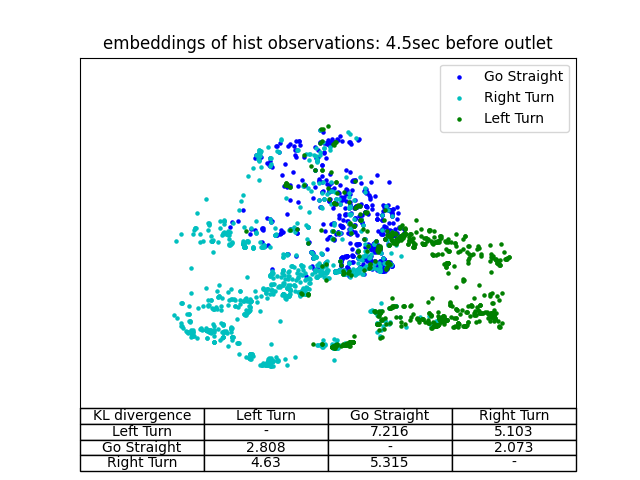 embeddings of hist observations: 4.5sec before outlet
Go Straight
Right Turn
Left Turn
KL divergence Left Turn Go Straight Right Turn
Left Turn - 7.216 5.103
Go Straight 2.808 - 2.073
Right Turn 4.63 5.315 -